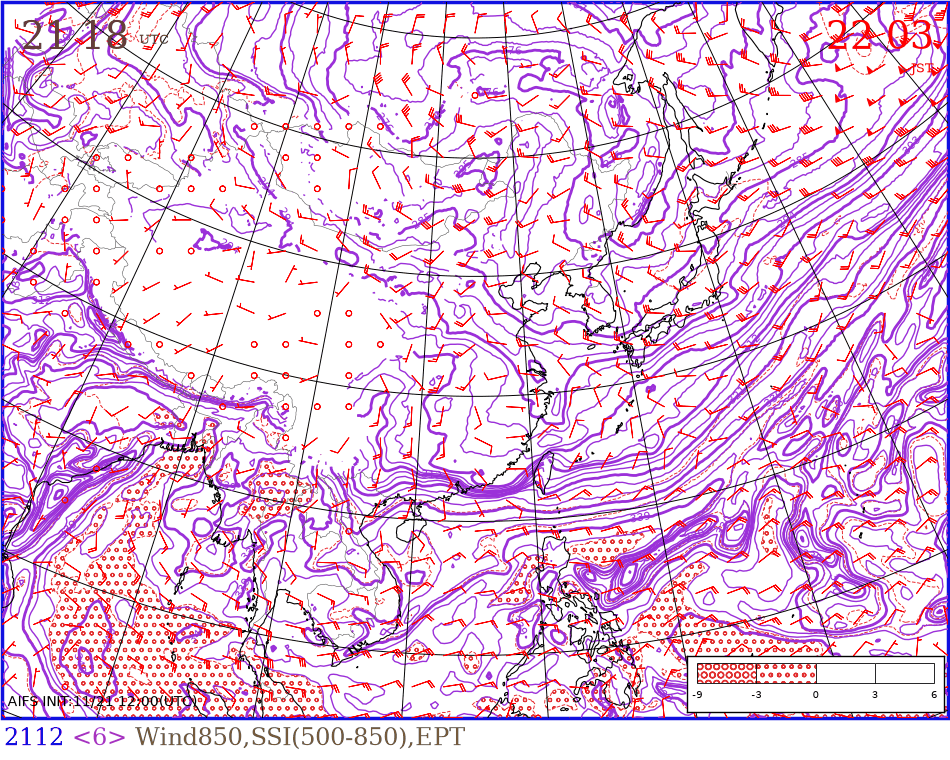 21 18 UTC
22 03 JST
AIFS INIT:11/21 12:00(UTC)
-9 -3 0 3 6
2112 <6> Wind850,SSI(500-850),EPT